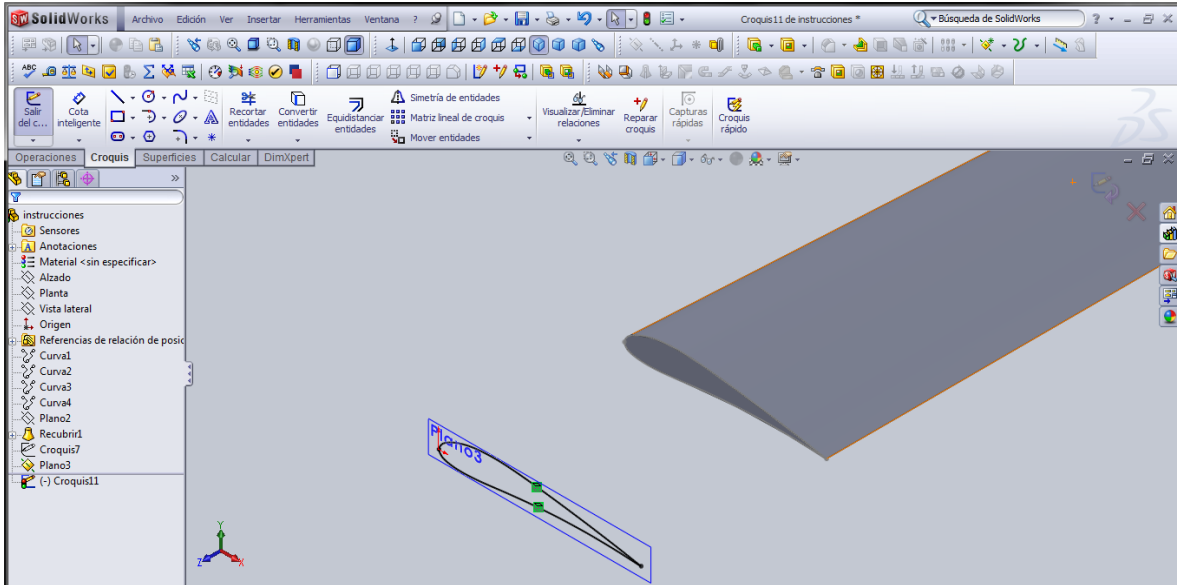 SolidWorks Archivo Edición Ver Insertar Herramientas Ventana ? Croquis11 de instrucciones * Búsqueda de SolidWorks ?
ABC
Salir del c...
Cota inteligente
Recortar entidades
Convertir entidades
Equidistanciar entidades
Simetría de entidades
Matriz lineal de croquis
Mover entidades
Visualizar/Eliminar relaciones
Reparar croquis
Capturas rápidas
Croquis rápido
Operaciones Croquis Superficies Calcular DimXpert
instrucciones
Sensores
Anotaciones
Material <sin especificar>
Alzado
Planta
Vista lateral
Origen
Referencias de relación de posic
Curva1
Curva2
Curva3
Curva4
Plano2
Recubrir1
Croquis7
Plano3
(-) Croquis11
Plano3
Y
Z
X